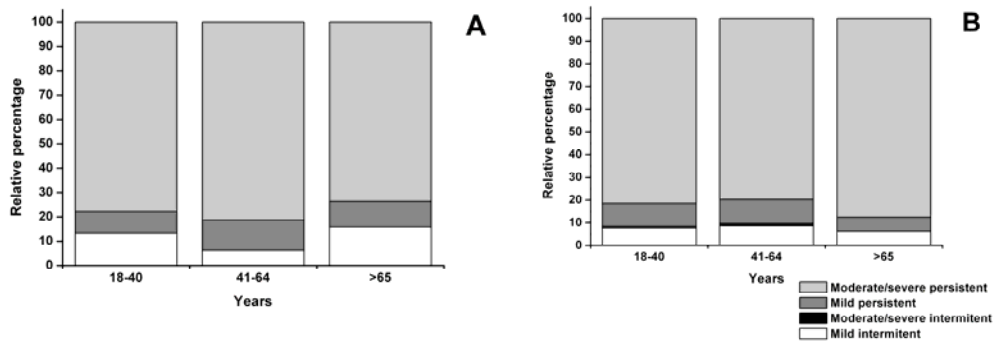 A
Relative percentage
100
90
80
70
60
50
40
30
20
10
0
18-40 41-64 >65
Years
B
Relative percentage
100
90
80
70
60
50
40
30
20
10
0
18-40 41-64 >65
Years
Moderate/severe persistent
Mild persistent
Moderate/severe intermitent
Mild intermitent